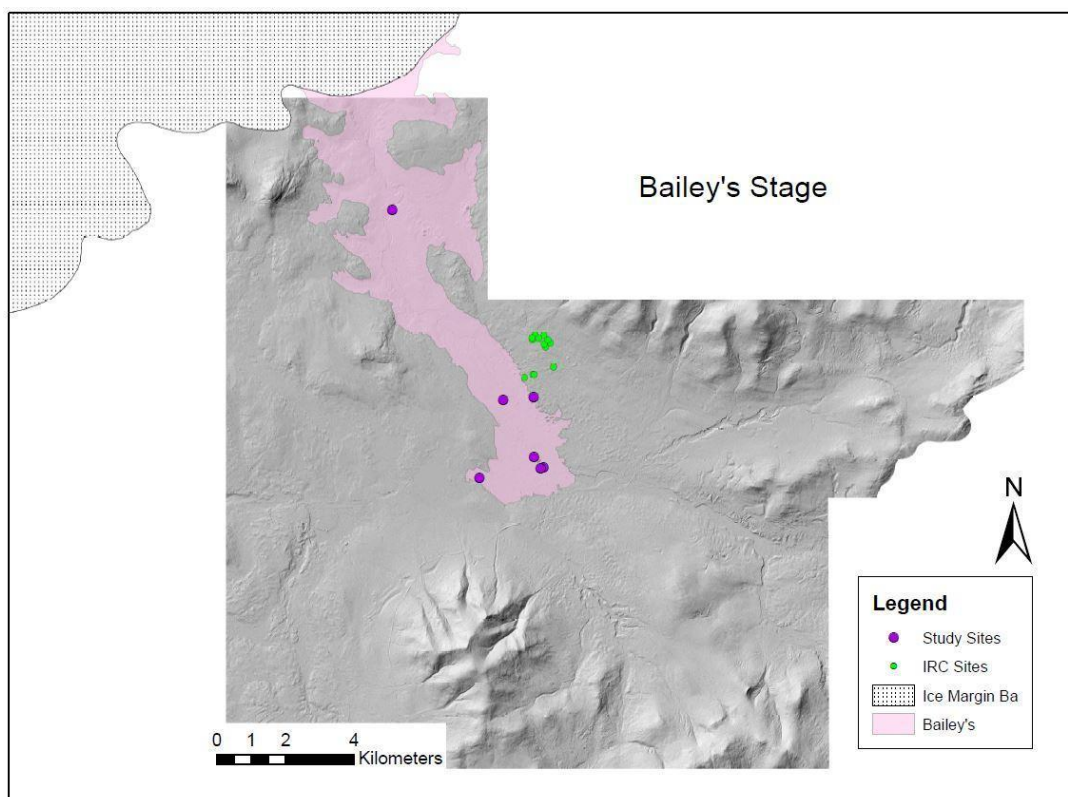 Bailey's Stage
N
Legend
Study Sites
IRC Sites
Ice Margin Ba
Bailey's
0 1 2 4
Kilometers